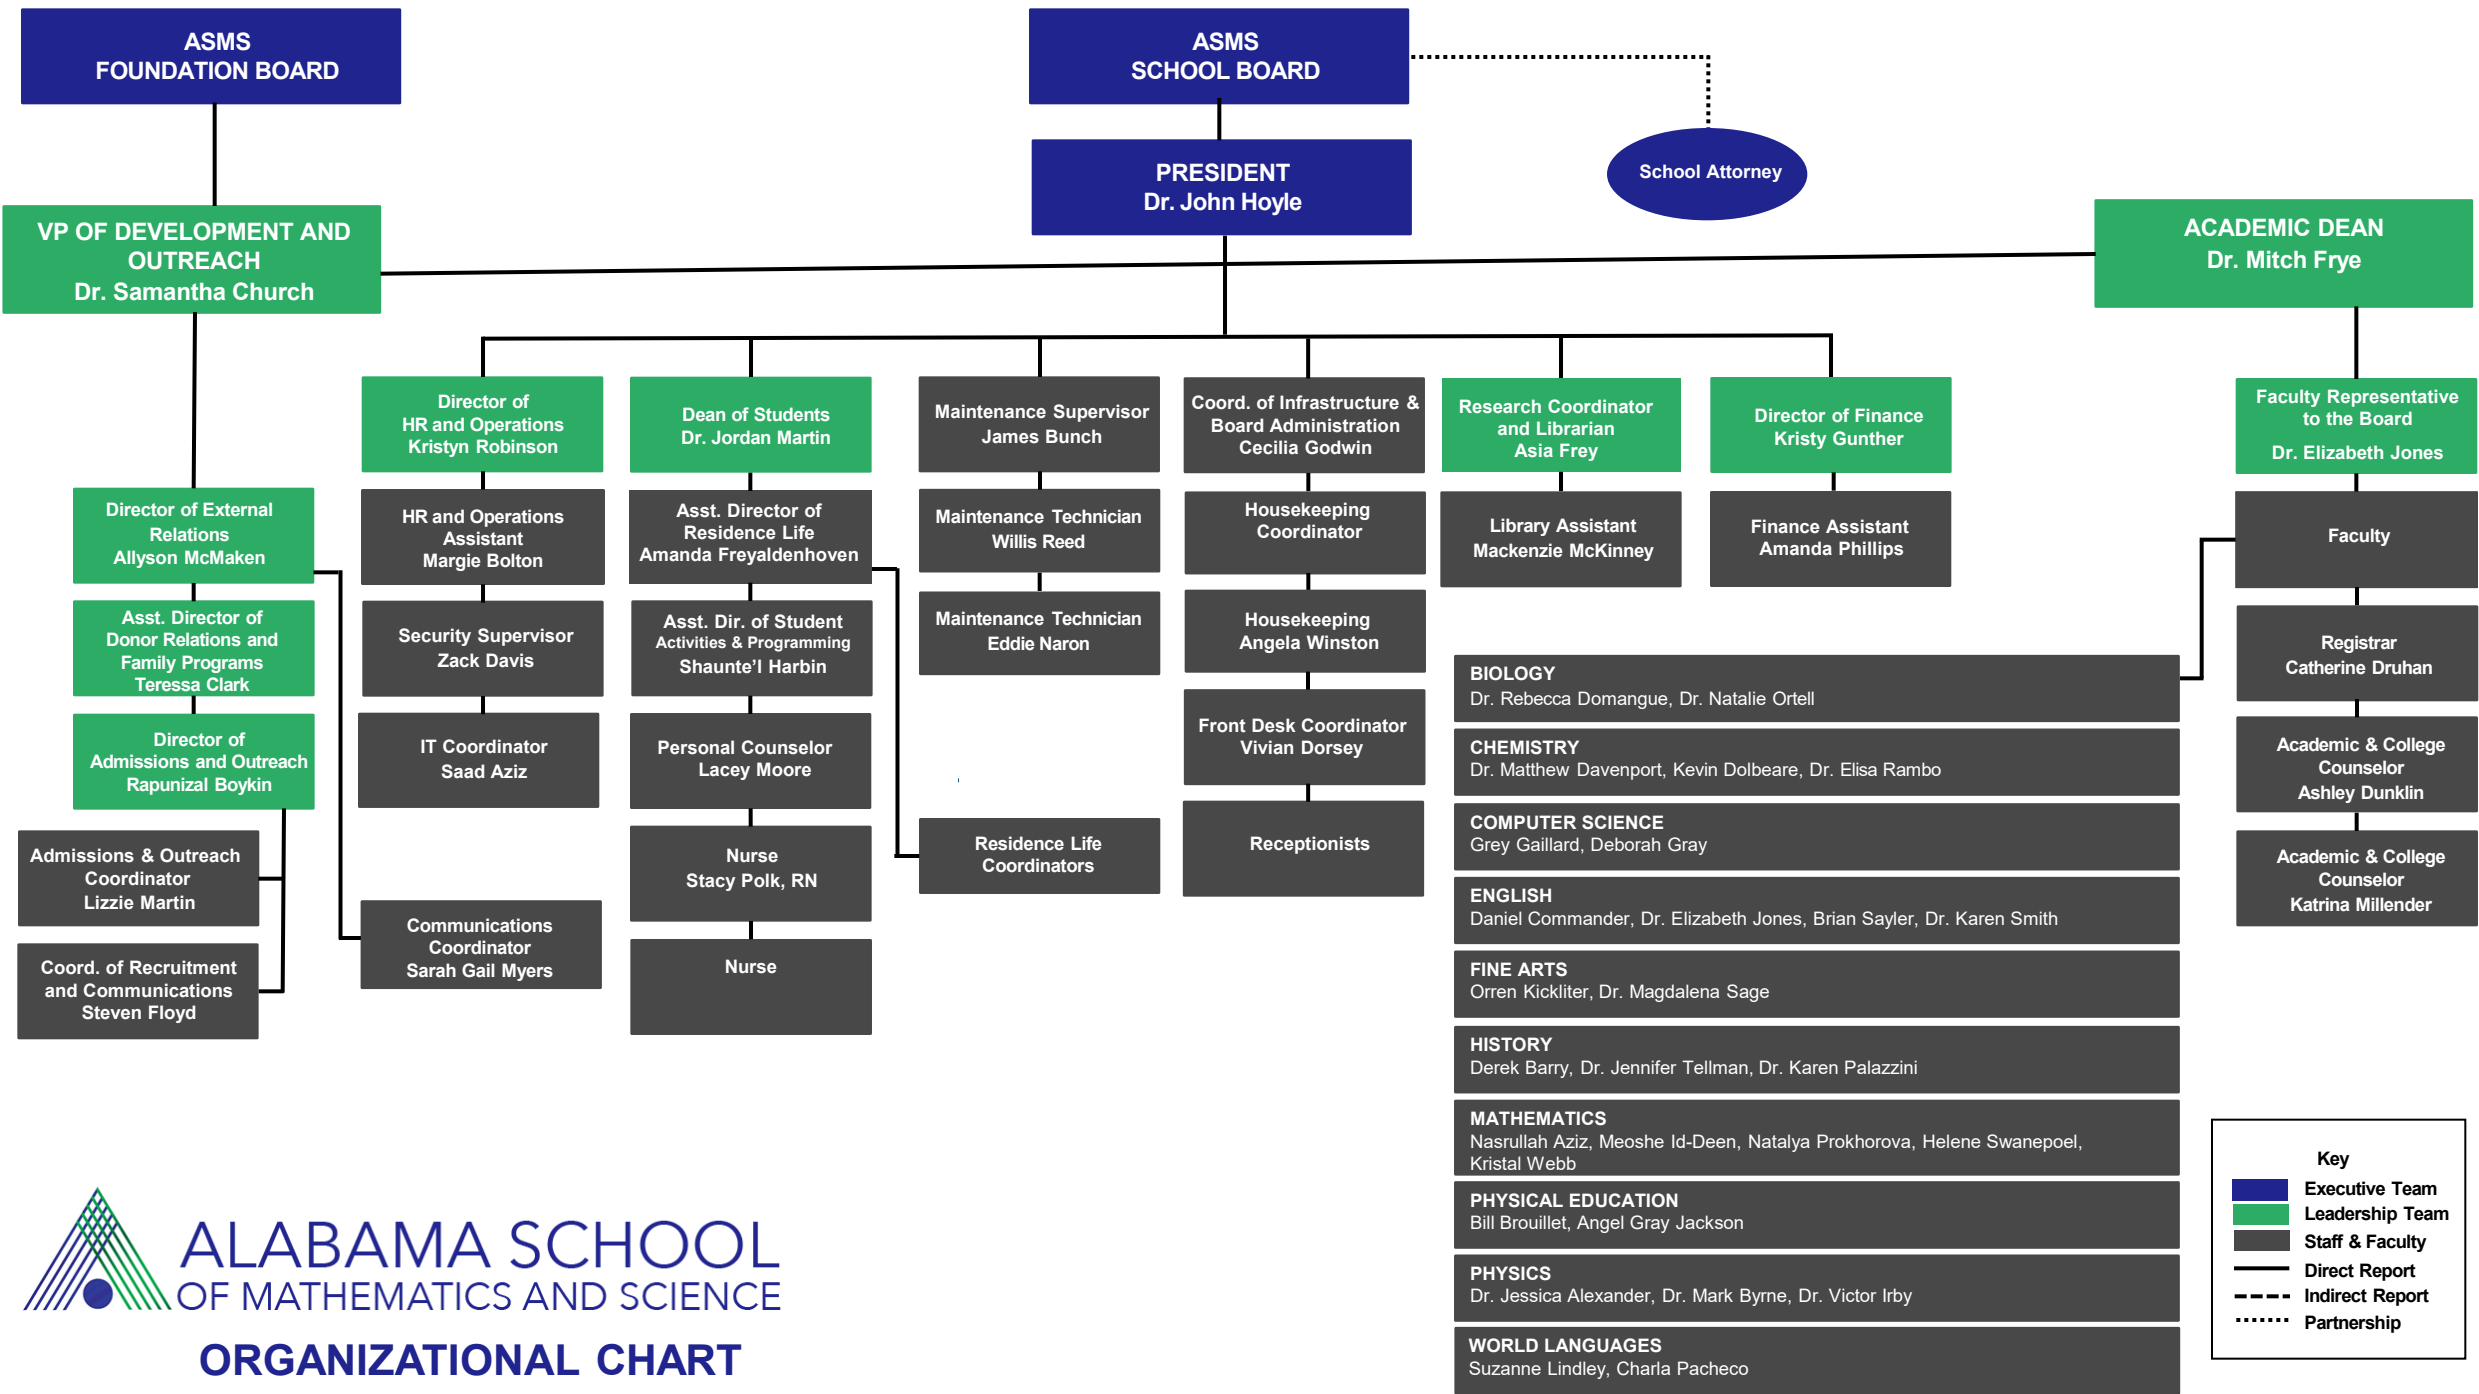 ASMS
FOUNDATION BOARD
ASMS
SCHOOL BOARD
PRESIDENT
Dr. John Hoyle
School Attorney
VP OF DEVELOPMENT AND
OUTREACH
Dr. Samantha Church
ACADEMIC DEAN
Dr. Mitch Frye
Director of External
Relations
Allyson McMaken
Asst. Director of
Donor Relations and
Family Programs
Teressa Clark
Director of
Admissions and Outreach
Rapunizal Boykin
Admissions & Outreach
Coordinator
Lizzie Martin
Coord. of Recruitment
and Communications
Steven Floyd
Director of
HR and Operations
Kristyn Robinson
HR and Operations
Assistant
Margie Bolton
Security Supervisor
Zack Davis
IT Coordinator
Saad Aziz
Communications
Coordinator
Sarah Gail Myers
Dean of Students
Dr. Jordan Martin
Asst. Director of
Residence Life
Amanda Freyaldenhoven
Asst. Dir. of Student
Activities & Programming
Shaunte’l Harbin
Personal Counselor
Lacey Moore
Nurse
Stacy Polk, RN
Nurse
Maintenance Supervisor
James Bunch
Maintenance Technician
Willis Reed
Maintenance Technician
Eddie Naron
Residence Life
Coordinators
Coord. of Infrastructure &
Board Administration
Cecilia Godwin
Housekeeping
Coordinator
Housekeeping
Angela Winston
Front Desk Coordinator
Vivian Dorsey
Receptionists
Research Coordinator
and Librarian
Asia Frey
Library Assistant
Mackenzie McKinney
Director of Finance
Kristy Gunther
Finance Assistant
Amanda Phillips
Faculty Representative
to the Board
Dr. Elizabeth Jones
Faculty
Registrar
Catherine Druhan
Academic & College
Counselor
Ashley Dunklin
Academic & College
Counselor
Katrina Millender
BIOLOGY
Dr. Rebecca Domangue, Dr. Natalie Ortell
CHEMISTRY
Dr. Matthew Davenport, Kevin Dolbeare, Dr. Elisa Rambo
COMPUTER SCIENCE
Grey Gaillard, Deborah Gray
ENGLISH
Daniel Commander, Dr. Elizabeth Jones, Brian Sayler, Dr. Karen Smith
FINE ARTS
Orren Kickliter, Dr. Magdalena Sage
HISTORY
Derek Barry, Dr. Jennifer Tellman, Dr. Karen Palazzini
MATHEMATICS
Nasrullah Aziz, Meoshe Id-Deen, Natalya Prokhorova, Helene Swanepoel,
Kristal Webb
PHYSICAL EDUCATION
Bill Brouillet, Angel Gray Jackson
PHYSICS
Dr. Jessica Alexander, Dr. Mark Byrne, Dr. Victor Irby
WORLD LANGUAGES
Suzanne Lindley, Charla Pacheco
Key
Executive Team
Leadership Team
Staff & Faculty
Direct Report
Indirect Report
Partnership
ALABAMA SCHOOL
OF MATHEMATICS AND SCIENCE
ORGANIZATIONAL CHART